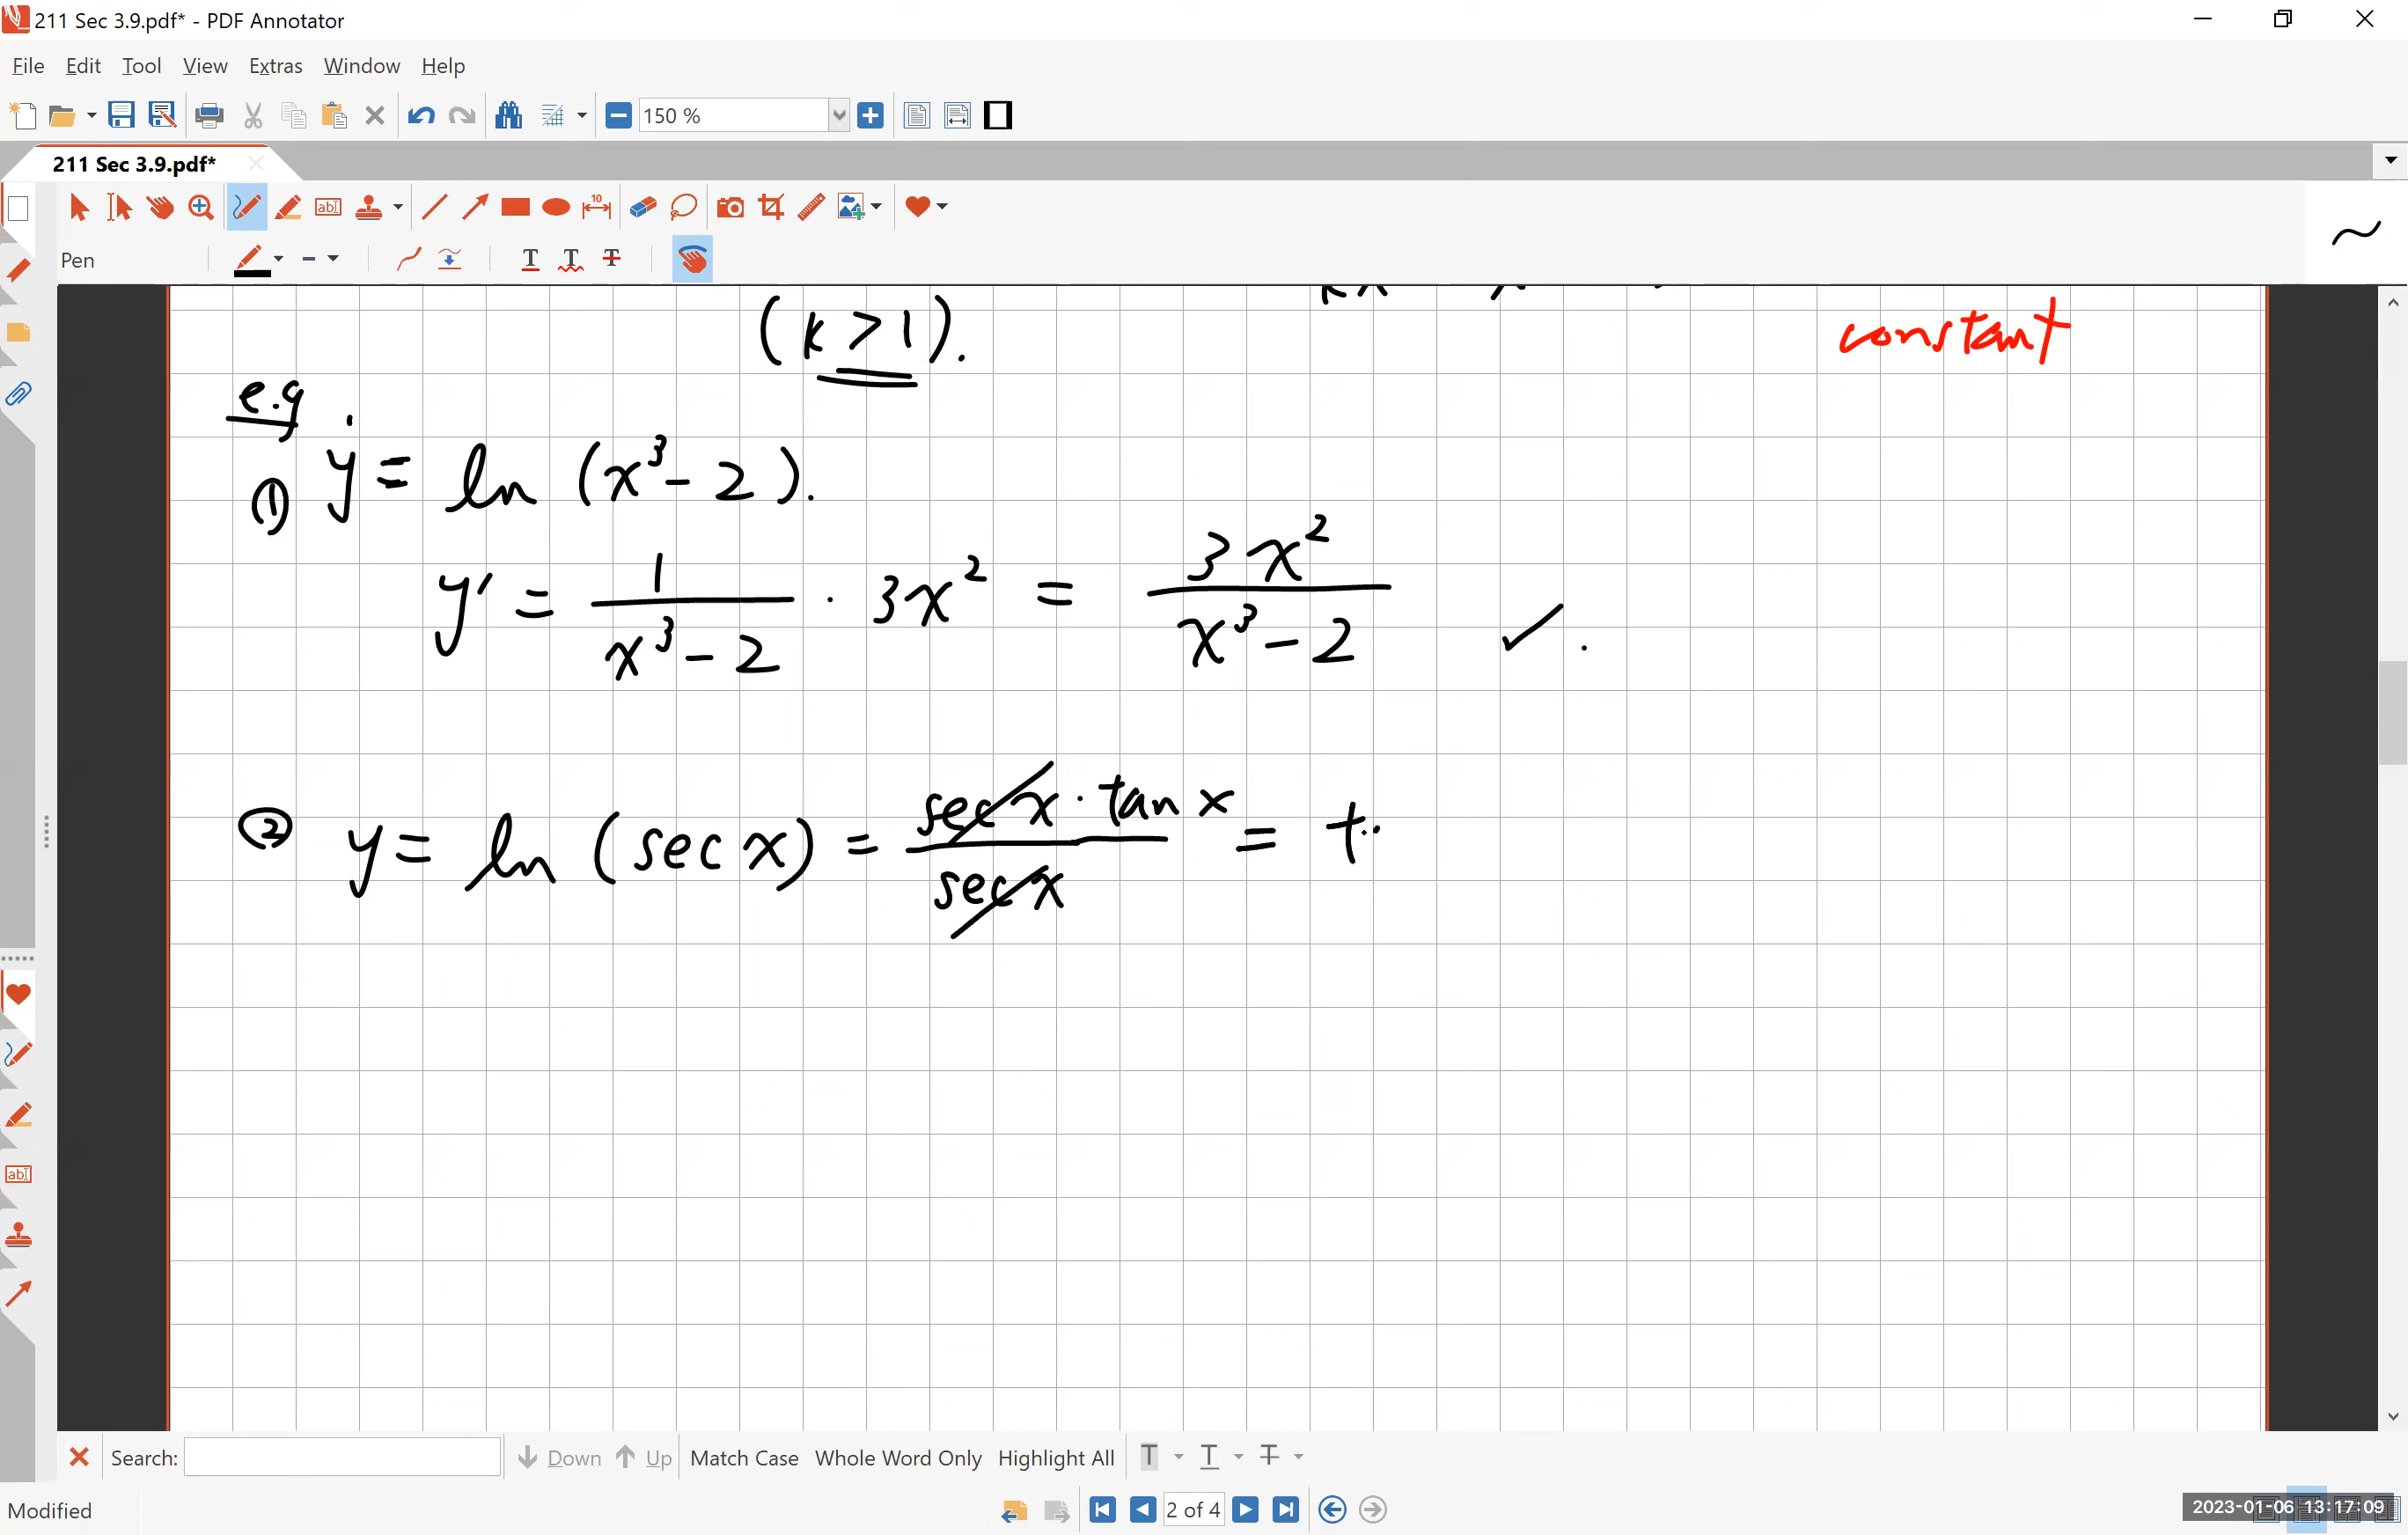 211 Sec 3.9.pdf* - PDF Annotator
File Edit Tool View Extras Window Help
150 %
211 Sec 3.9.pdf*
Pen
(k > 1).
constant
e.g.
① y = ln (x³ - 2).
y' = 1/(x³ - 2) · 3x² = 3x²/(x³ - 2) ✓.
② y = ln (sec x) = sec x · tan x / sec x = t
Search: Down Up Match Case Whole Word Only Highlight All
Modified
2 of 4
2023-01-06 13:17:09